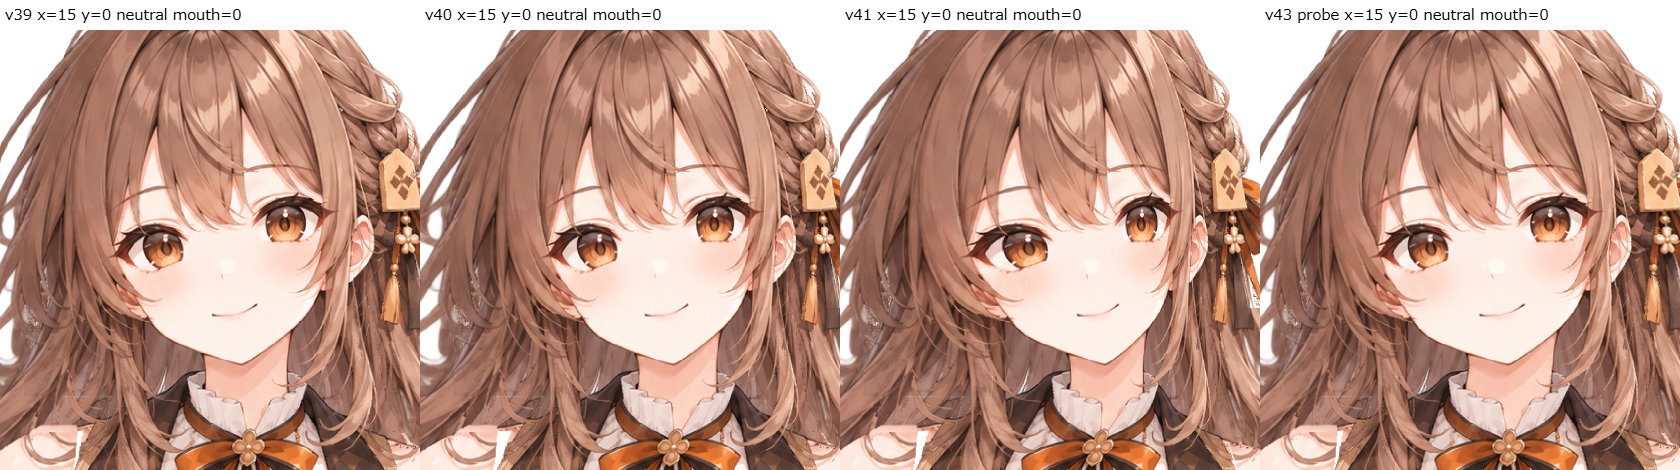 v39 x=15 y=0 neutral mouth=0
v40 x=15 y=0 neutral mouth=0
v41 x=15 y=0 neutral mouth=0
v43 probe x=15 y=0 neutral mouth=0